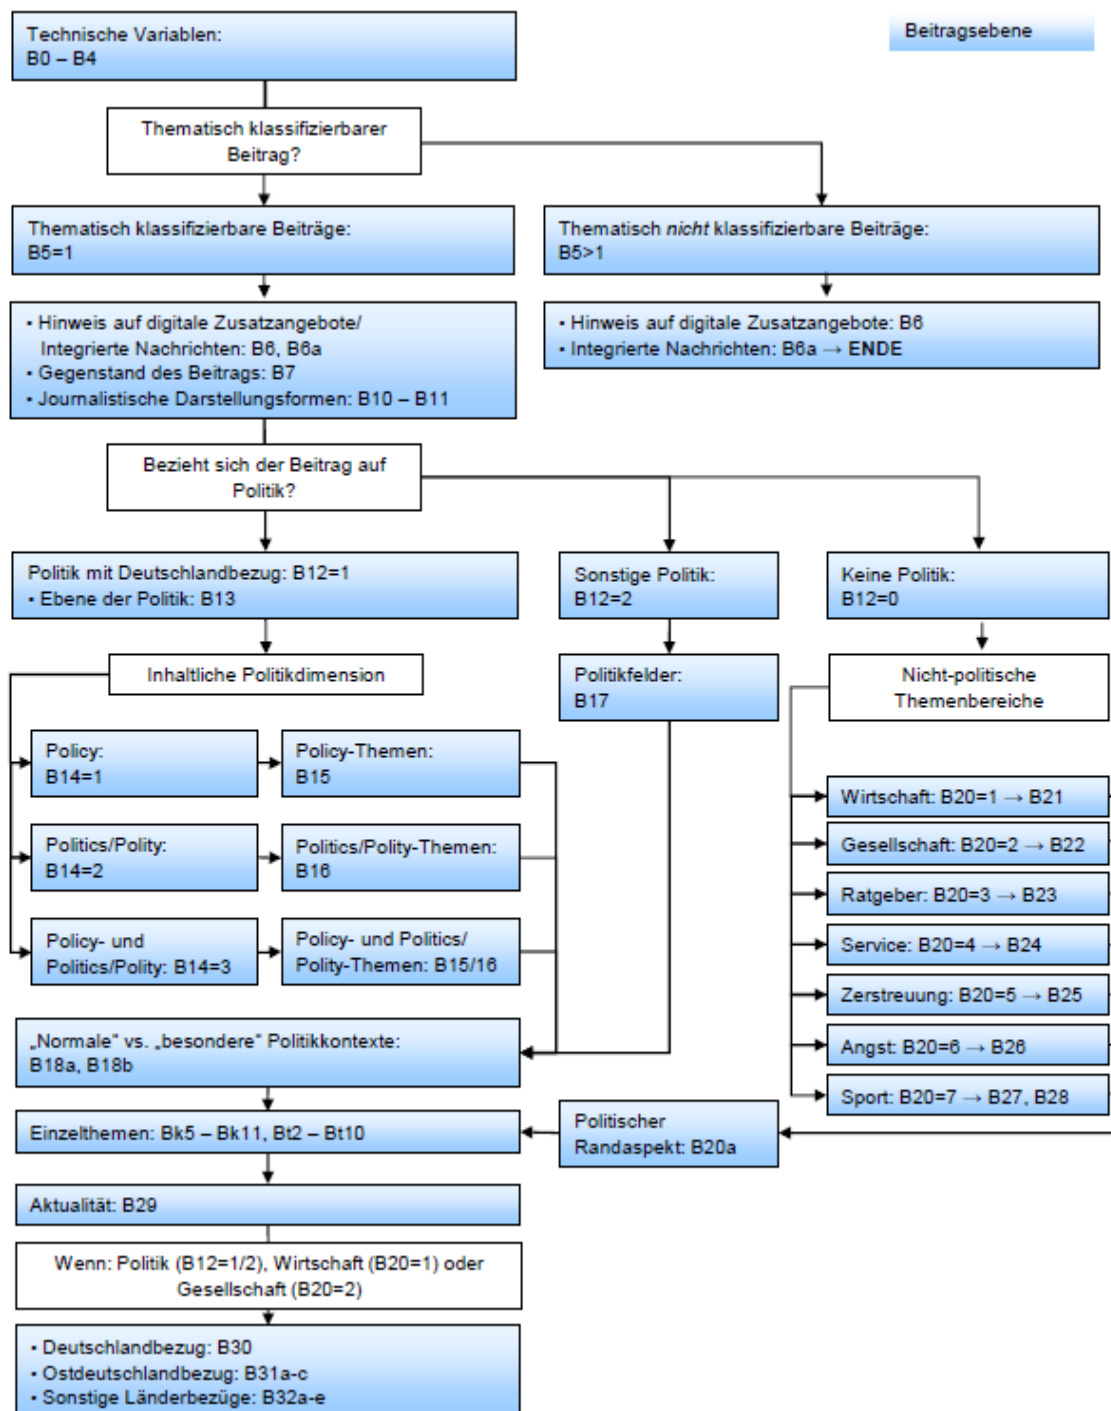 Technische Variablen:
B0 – B4
Beitragsebene
Thematisch klassifizierbarer
Beitrag?
Thematisch klassifizierbare Beiträge:
B5=1
Thematisch nicht klassifizierbare Beiträge:
B5>1
▪ Hinweis auf digitale Zusatzangebote/
Integrierte Nachrichten: B6, B6a
▪ Gegenstand des Beitrags: B7
▪ Journalistische Darstellungsformen: B10 – B11
▪ Hinweis auf digitale Zusatzangebote: B6
▪ Integrierte Nachrichten: B6a → ENDE
Bezieht sich der Beitrag auf
Politik?
Politik mit Deutschlandbezug: B12=1
▪ Ebene der Politik: B13
Sonstige Politik:
B12=2
Keine Politik:
B12=0
Inhaltliche Politikdimension
Politikfelder:
B17
Nicht-politische
Themenbereiche
Policy:
B14=1
Policy-Themen:
B15
Politics/Polity:
B14=2
Politics/Polity-Themen:
B16
Policy- und
Politics/Polity: B14=3
Policy- und Politics/
Polity-Themen: B15/16
Wirtschaft: B20=1 → B21
Gesellschaft: B20=2 → B22
Ratgeber: B20=3 → B23
Service: B20=4 → B24
Zerstreuung: B20=5 → B25
Angst: B20=6 → B26
Sport: B20=7 → B27, B28
„Normale“ vs. „besondere“ Politikkontexte:
B18a, B18b
Einzelthemen: Bk5 – Bk11, Bt2 – Bt10
Politischer
Randaspekt: B20a
Aktualität: B29
Wenn: Politik (B12=1/2), Wirtschaft (B20=1) oder
Gesellschaft (B20=2)
▪ Deutschlandbezug: B30
▪ Ostdeutschlandbezug: B31a-c
▪ Sonstige Länderbezüge: B32a-e